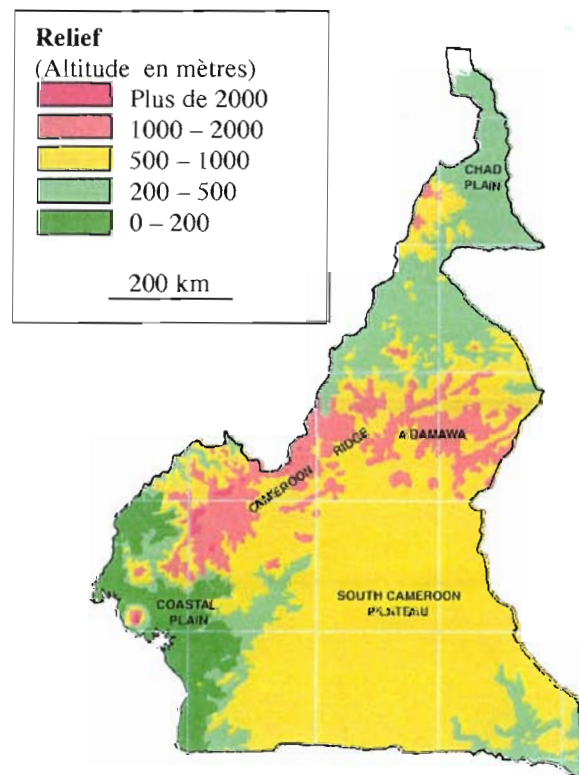 Relief
(Altitude en mètres)
Plus de 2000
1000 – 2000
500 – 1000
200 – 500
0 – 200
200 km
CHAD
PLAIN
ADAMAWA
CAMEROON RIDGE
COASTAL
PLAIN
SOUTH CAMEROON
PLATEAU